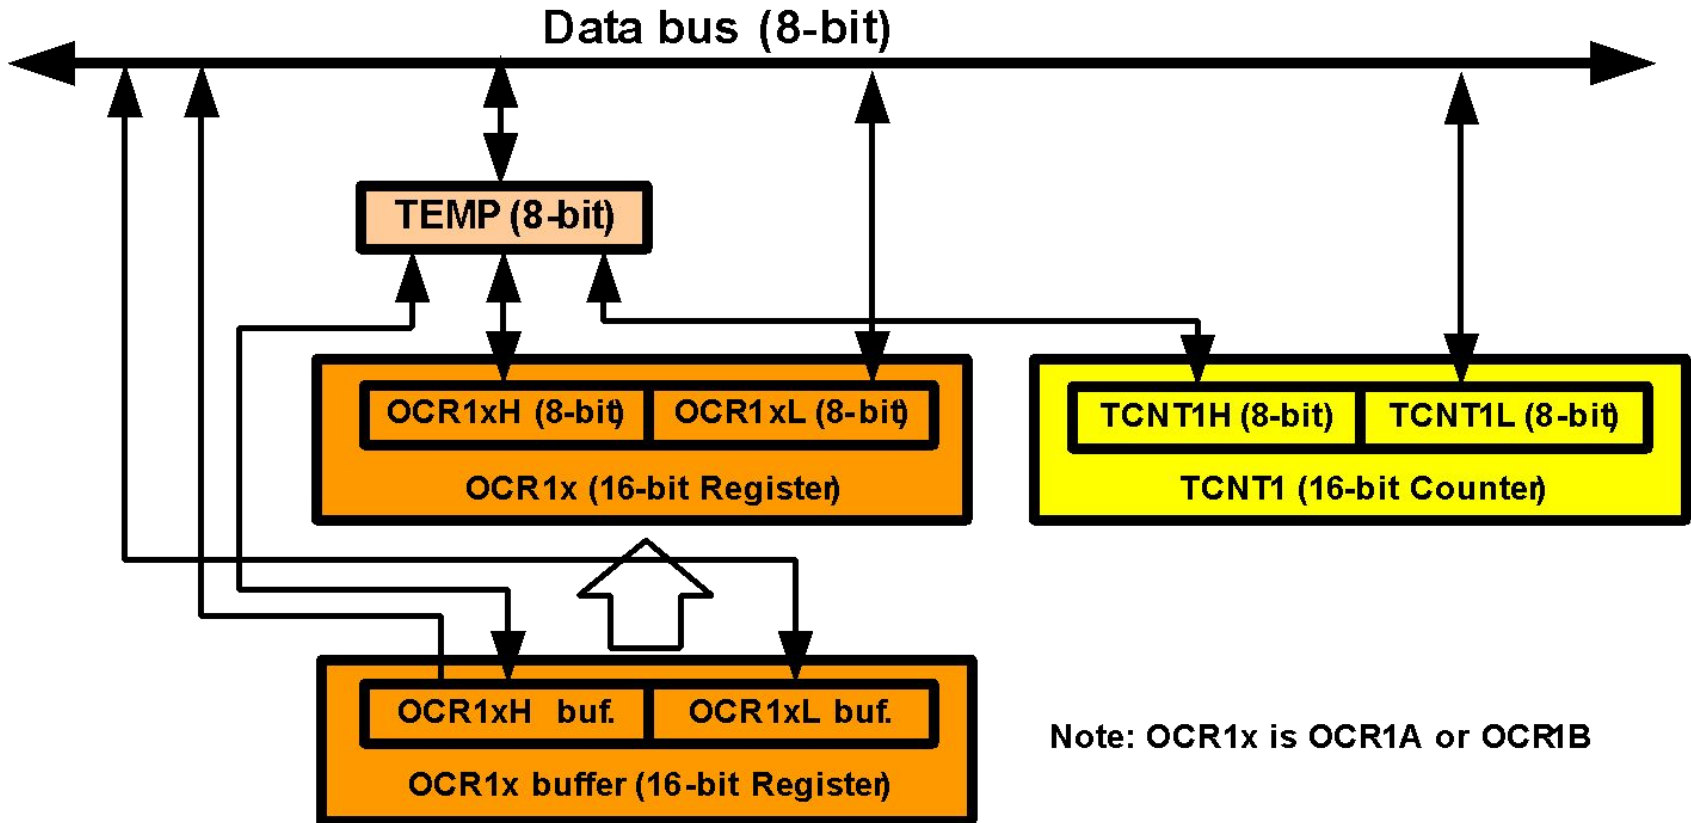 Data bus (8-bit)
TEMP (8-bit)
OCR1xH (8-bit)
OCR1xL (8-bit)
OCR1x (16-bit Register)
TCNT1H (8-bit)
TCNT1L (8-bit)
TCNT1 (16-bit Counter)
OCR1xH buf.
OCR1xL buf.
OCR1x buffer (16-bit Register)
Note: OCR1x is OCR1A or OCR1B